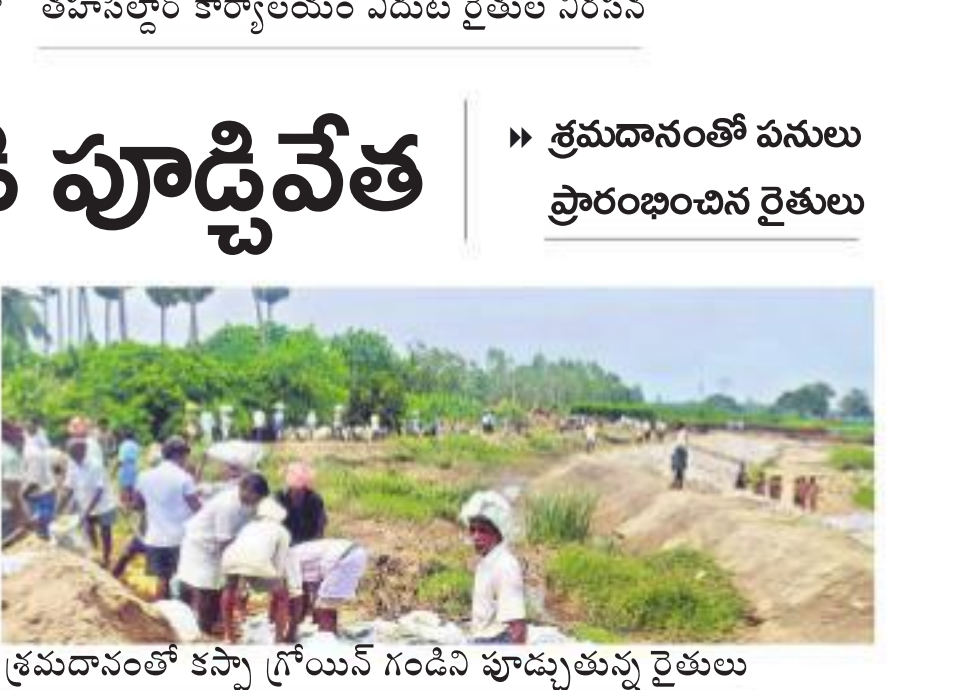 తహసీల్దార్ కార్యాలయం ఎదుట రైతుల నిరసన
పూడ్చివేత
శ్రమదానంతో పనులు
ప్రారంభించిన రైతులు
శ్రమదానంతో కస్పా గ్రోయిన్ గండిని పూడ్చుతున్న రైతులు